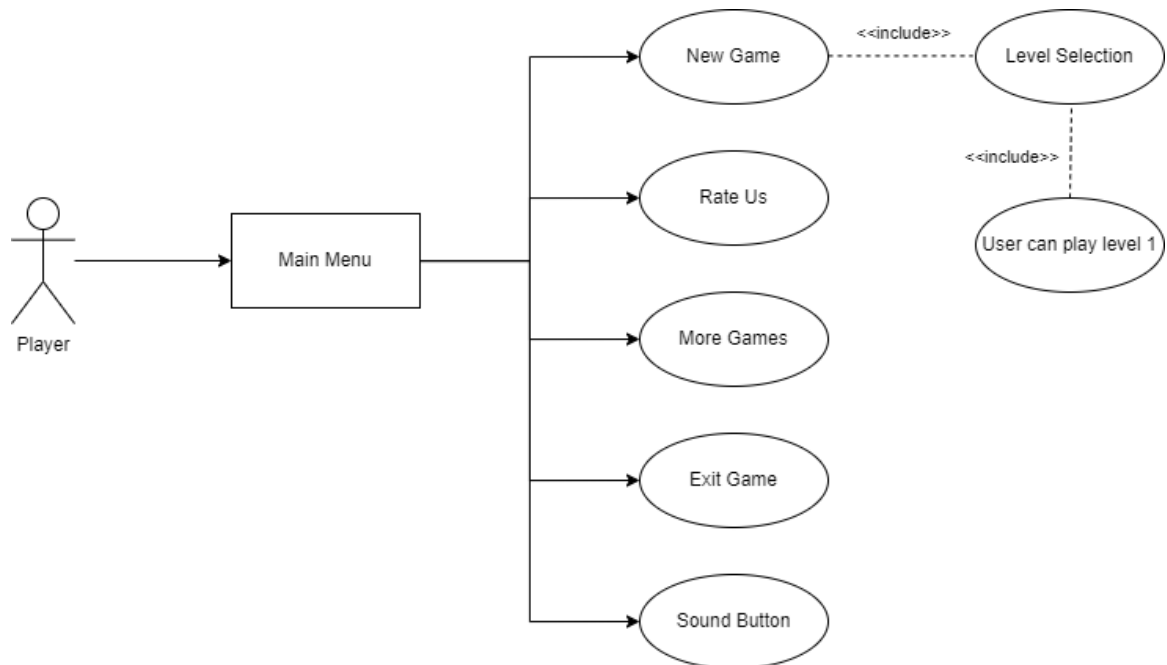 <<include>>
New Game
Level Selection
<<include>>
Rate Us
User can play level 1
Main Menu
Player
More Games
Exit Game
Sound Button